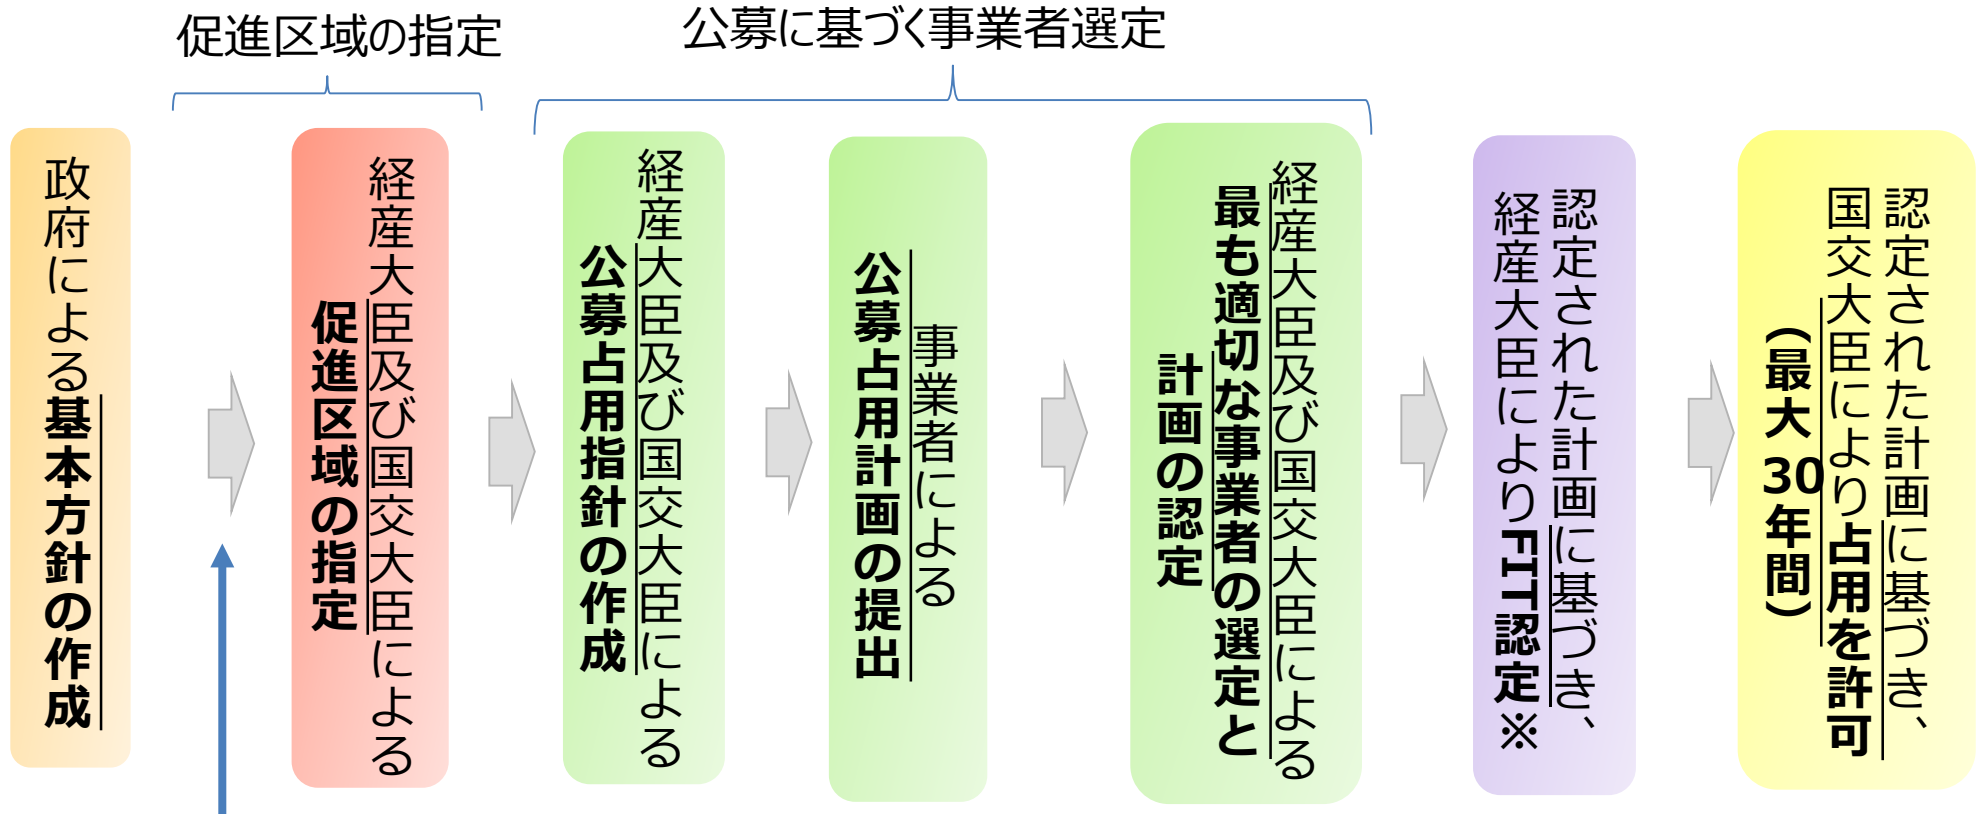 促進区域の指定
公募に基づく事業者選定
政府による基本方針の作成
経産大臣及び国交大臣による
促進区域の指定
経産大臣及び国交大臣による
公募占用指針の作成
事業者による
公募占用計画の提出
経産大臣及び国交大臣による
最も適切な事業者の選定と
計画の認定
認定された計画に基づき、
経産大臣によりFIT認定※
認定された計画に基づき、
国交大臣により占用を許可
（最大30年間）